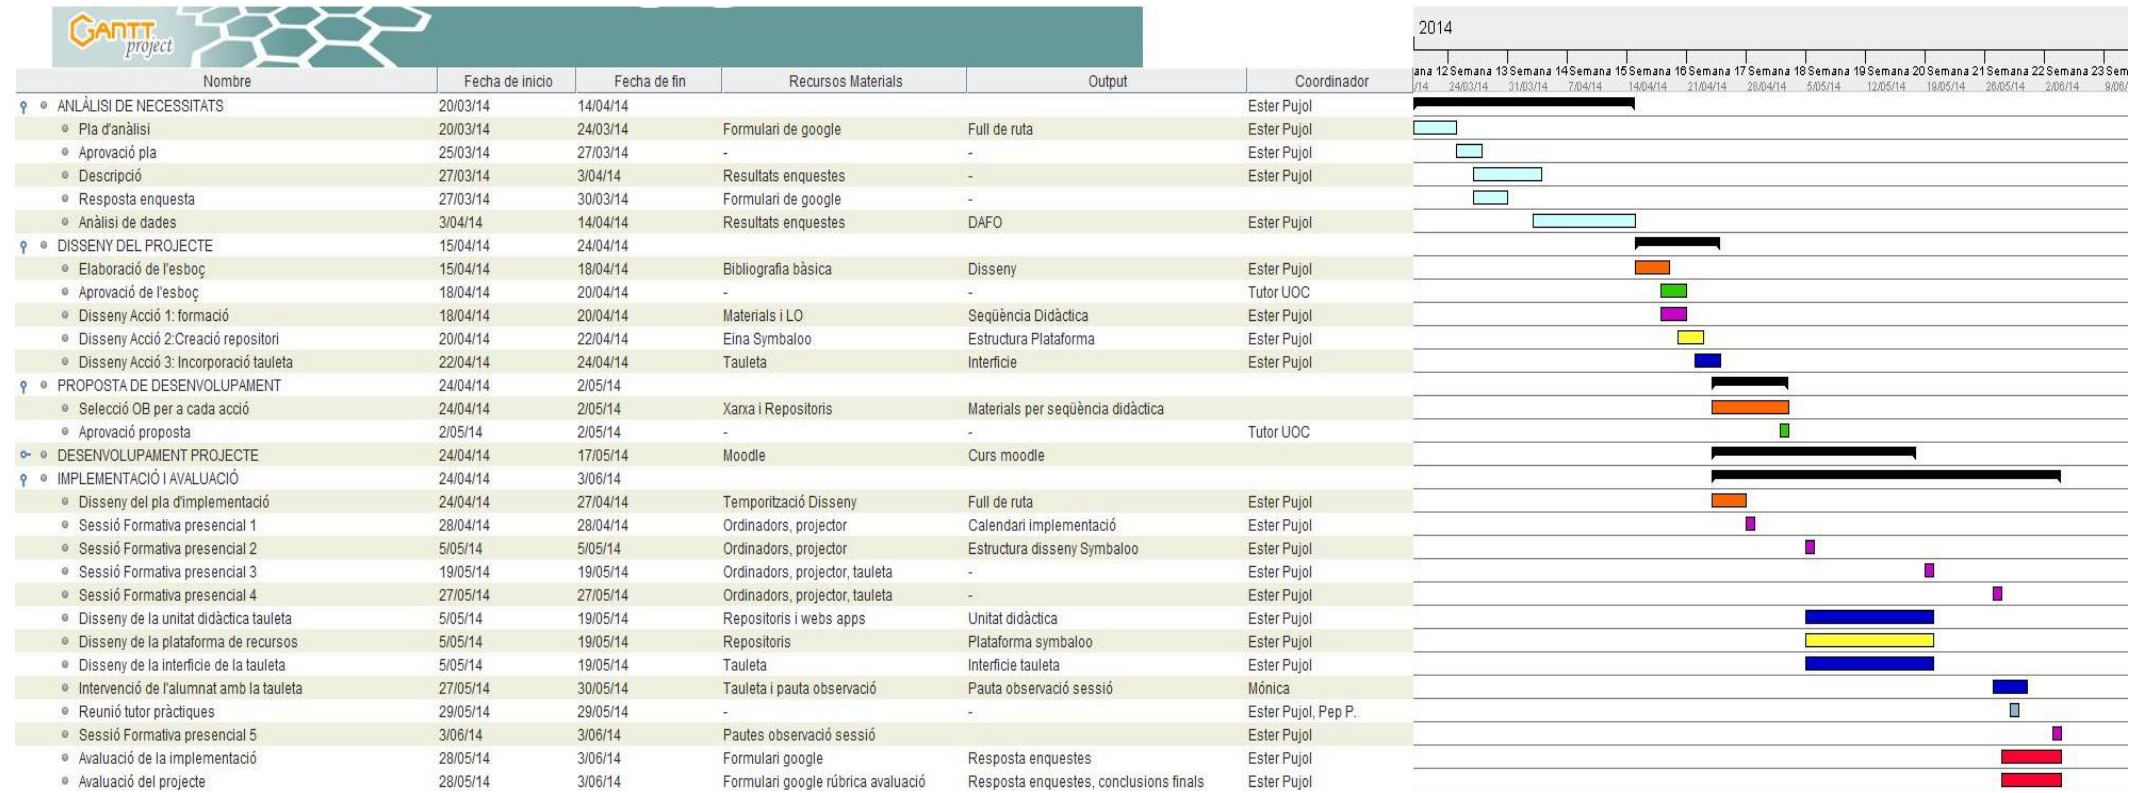 GANTT project
2014
Nombre Fecha de inicio Fecha de fin Recursos Materials Output Coordinador
ana 12 Semana 13 Semana 14 Semana 15 Semana 16 Semana 17 Semana 18 Semana 19 Semana 20 Semana 21 Semana 22 Semana 23 Sem
/14 24/03/14 31/03/14 7/04/14 14/04/14 21/04/14 28/04/14 5/05/14 12/05/14 19/05/14 26/05/14 2/06/14 9/06/
ANLÀLISI DE NECESSITATS 20/03/14 14/04/14 Ester Pujol
Pla d'anàlisi 20/03/14 24/03/14 Formulari de google Full de ruta Ester Pujol
Aprovació pla 25/03/14 27/03/14 - - Ester Pujol
Descripció 27/03/14 3/04/14 Resultats enquestes - Ester Pujol
Resposta enquesta 27/03/14 30/03/14 Formulari de google -
Anàlisi de dades 3/04/14 14/04/14 Resultats enquestes DAFO Ester Pujol
DISSENY DEL PROJECTE 15/04/14 24/04/14
Elaboració de l'esboç 15/04/14 18/04/14 Bibliografia bàsica Disseny Ester Pujol
Aprovació de l'esboç 18/04/14 20/04/14 - - Tutor UOC
Disseny Acció 1: formació 18/04/14 20/04/14 Materials i LO Seqüència Didàctica Ester Pujol
Disseny Acció 2:Creació repositori 20/04/14 22/04/14 Eina Symbaloo Estructura Plataforma Ester Pujol
Disseny Acció 3: Incorporació tauleta 22/04/14 24/04/14 Tauleta Interfície Ester Pujol
PROPOSTA DE DESENVOLUPAMENT 24/04/14 2/05/14
Selecció OB per a cada acció 24/04/14 2/05/14 Xarxa i Repositoris Materials per seqüència didàctica
Aprovació proposta 2/05/14 2/05/14 - - Tutor UOC
DESENVOLUPAMENT PROJECTE 24/04/14 17/05/14 Moodle Curs moodle
IMPLEMENTACIÓ I AVALUACIÓ 24/04/14 3/06/14
Disseny del pla d'implementació 24/04/14 27/04/14 Temporització Disseny Full de ruta Ester Pujol
Sessió Formativa presencial 1 28/04/14 28/04/14 Ordinadors, projector Calendari implementació Ester Pujol
Sessió Formativa presencial 2 5/05/14 5/05/14 Ordinadors, projector Estructura disseny Symbaloo Ester Pujol
Sessió Formativa presencial 3 19/05/14 19/05/14 Ordinadors, projector, tauleta - Ester Pujol
Sessió Formativa presencial 4 27/05/14 27/05/14 Ordinadors, projector, tauleta - Ester Pujol
Disseny de la unitat didàctica tauleta 5/05/14 19/05/14 Repositoris i webs apps Unitat didàctica Ester Pujol
Disseny de la plataforma de recursos 5/05/14 19/05/14 Repositoris Plataforma symbaloo Ester Pujol
Disseny de la interfície de la tauleta 5/05/14 19/05/14 Tauleta Interfície tauleta Ester Pujol
Intervenció de l'alumnat amb la tauleta 27/05/14 30/05/14 Tauleta i pauta observació Pauta observació sessió Mónica
Reunió tutor pràctiques 29/05/14 29/05/14 - - Ester Pujol, Pep P.
Sessió Formativa presencial 5 3/06/14 3/06/14 Pautes observació sessió Ester Pujol
Avaluació de la implementació 28/05/14 3/06/14 Formulari google Resposta enquestes Ester Pujol
Avaluació del projecte 28/05/14 3/06/14 Formulari google rúbrica avaluació Resposta enquestes, conclusions finals Ester Pujol